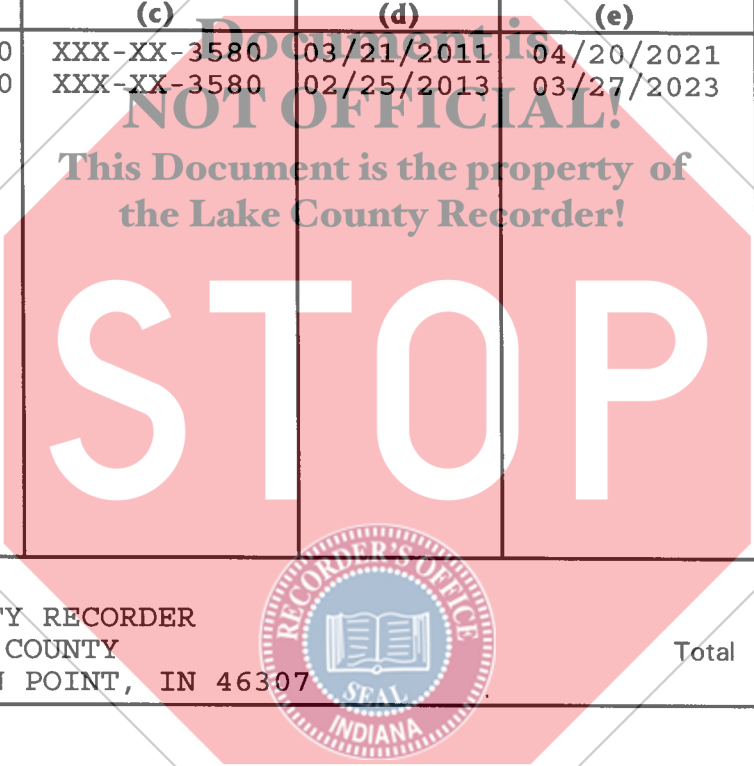 (c) (d) (e)
Document is
0 XXX-XX-3580 03/21/2011 04/20/2021
0 XXX-XX-3580 02/25/2013 03/27/2023
NOT OFFICIAL!
This Document is the property of
the Lake County Recorder!
STOP
RECORDER'S OFFICE
SEAL
INDIANA
TY RECORDER
COUNTY
Total
N POINT, IN 46307